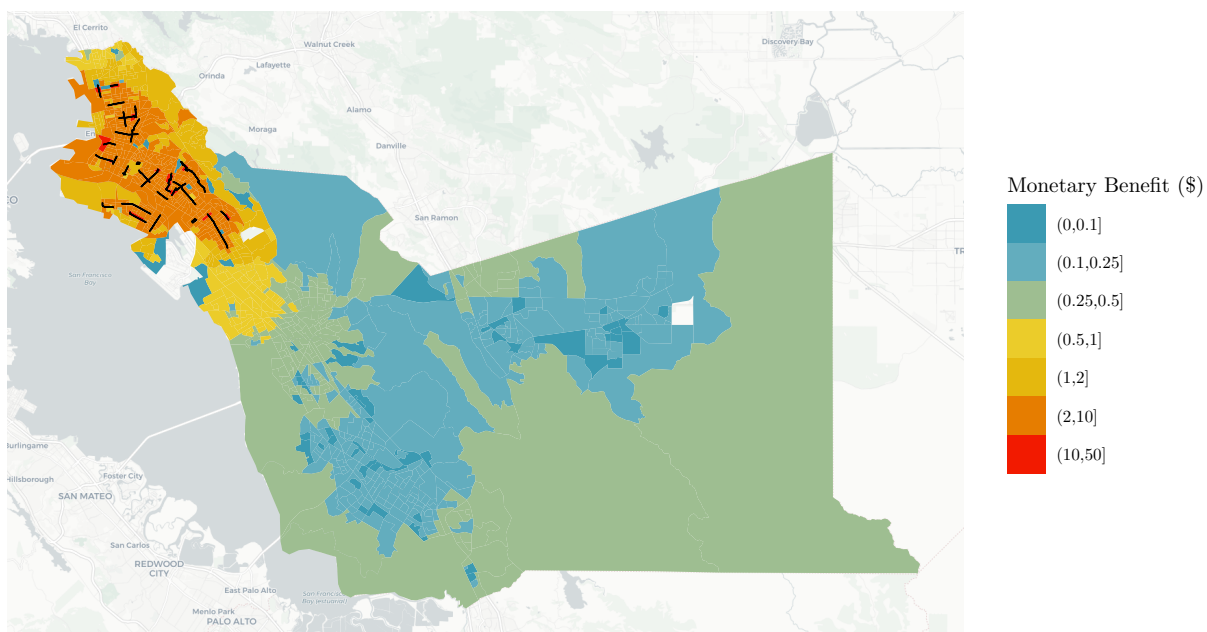 El Cerrito
Walnut Creek
Discovery Bay
Lafayette
Orinda
Alamo
Moraga
Danville
CO
San Ramon
TR
San Francisco
Bay
Burlingame
Hillsborough
Foster City
SAN MATEO
San Carlos
REDWOOD
CITY
East Palo Alto
Menlo Park
PALO ALTO
Monetary Benefit ($)
(0,0.1]
(0.1,0.25]
(0.25,0.5]
(0.5,1]
(1,2]
(2,10]
(10,50]